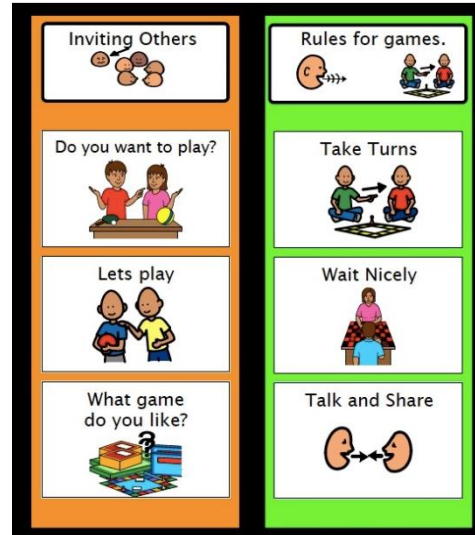 Inviting Others
Do you want to play?
Lets play
What game
do you like?
Rules for games.
Take Turns
Wait Nicely
Talk and Share